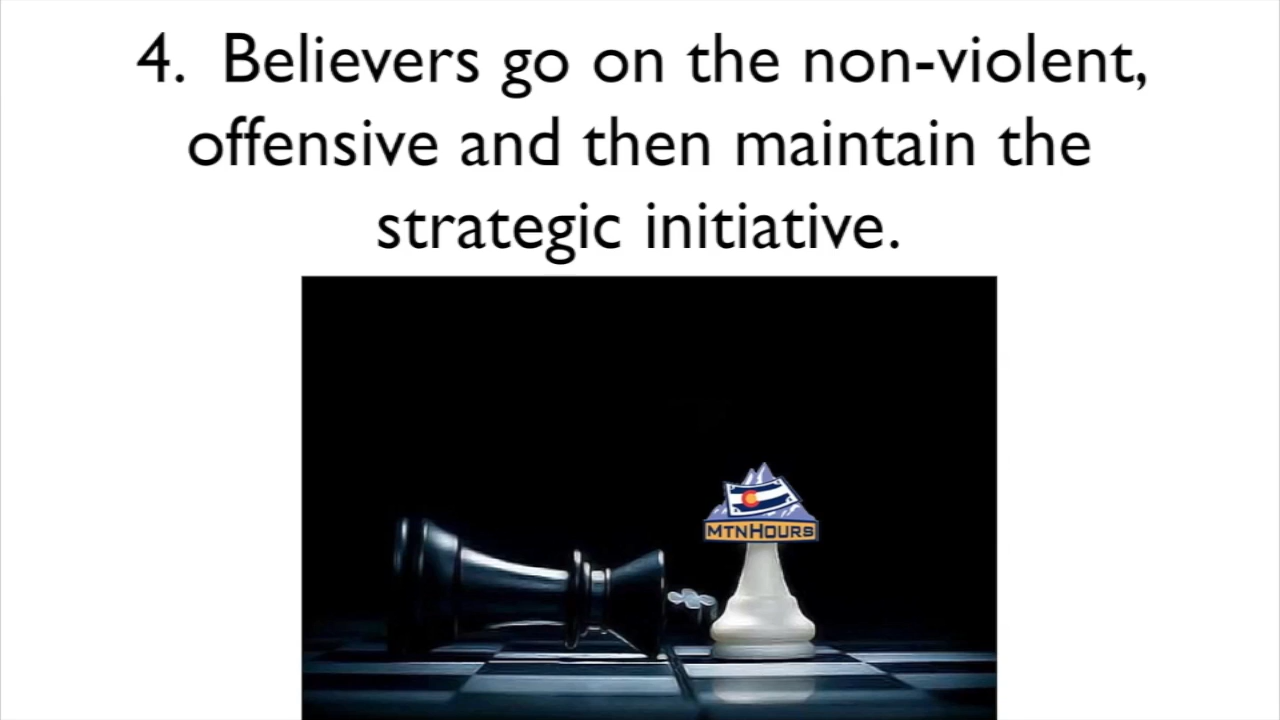 4. Believers go on the non-violent,
offensive and then maintain the
strategic initiative.
MTNHOURS